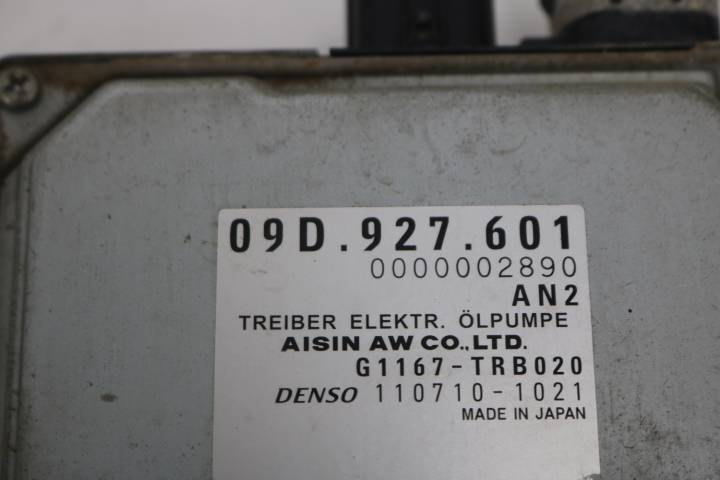 09D.927.601
0000002890
AN2
TREIBER ELEKTR. ÖLPUMPE
AISIN AW CO.,LTD.
G1167-TRB020
DENSO 110710-1021
MADE IN JAPAN